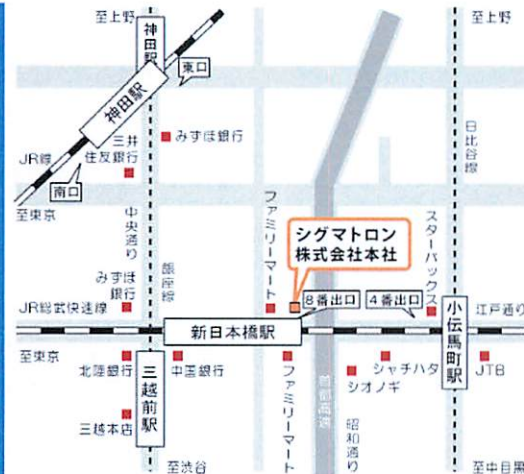 至上野
神田駅
至上野
東口
神田駅
三井
住友銀行
みずほ銀行
日比谷線
JR線
南口
至東京
中央通り
ファミリーマート
シグマトロン
株式会社本社
スターバックス
みずほ
銀行
銀座線
8番出口
4番出口
JR総武快速線
新日本橋駅
小伝馬町駅
江戸通り
至東京
北陸銀行
三越前駅
中国銀行
ファミリーマート
首都高速
シャチハタ
シオノギ
JTB
三越本店
昭和通り
至渋谷
至中目黒